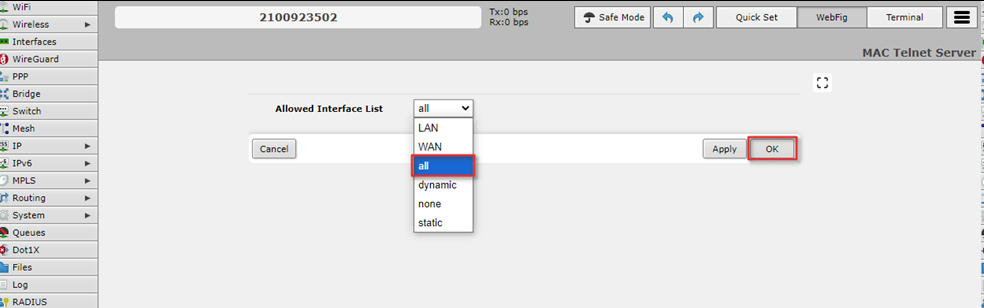 WiFi
Wireless
Interfaces
WireGuard
PPP
Bridge
Switch
Mesh
IP
IPv6
MPLS
Routing
System
Queues
Dot1X
Files
Log
RADIUS
2100923502
Tx:0 bps
Rx:0 bps
Safe Mode
Quick Set
WebFig
Terminal
MAC Telnet Server
Allowed Interface List
all
LAN
WAN
all
dynamic
none
static
Cancel
Apply
OK